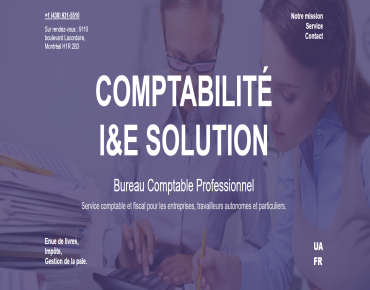 +1 (438) 931-5510
Sur rendez-vous : 9110
boulevard Lacordaire,
Montréal H1R 2B3
Notre mission
Service
Contact
COMPTABILITÉ
I&E SOLUTION
Bureau Comptable Professionnel
Service comptable et fiscal pour les entreprises, travailleurs autonomes et particuliers.
Enue de livres,
Impôts,
Gestion de la paie.
UA
FR